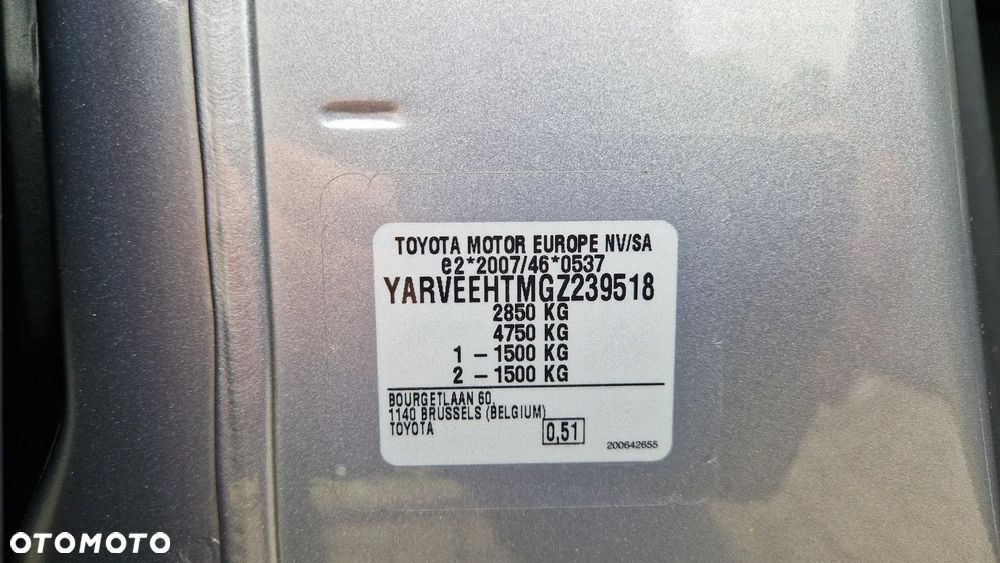 TOYOTA MOTOR EUROPE NV/SA
e2*2007/46*0537
YARVEEHTMGZ239518
2850 KG
4750 KG
1 – 1500 KG
2 – 1500 KG
BOURGETLAAN 60,
1140 BRUSSELS (BELGIUM)
TOYOTA
0,51
200642655
OTOMOTO